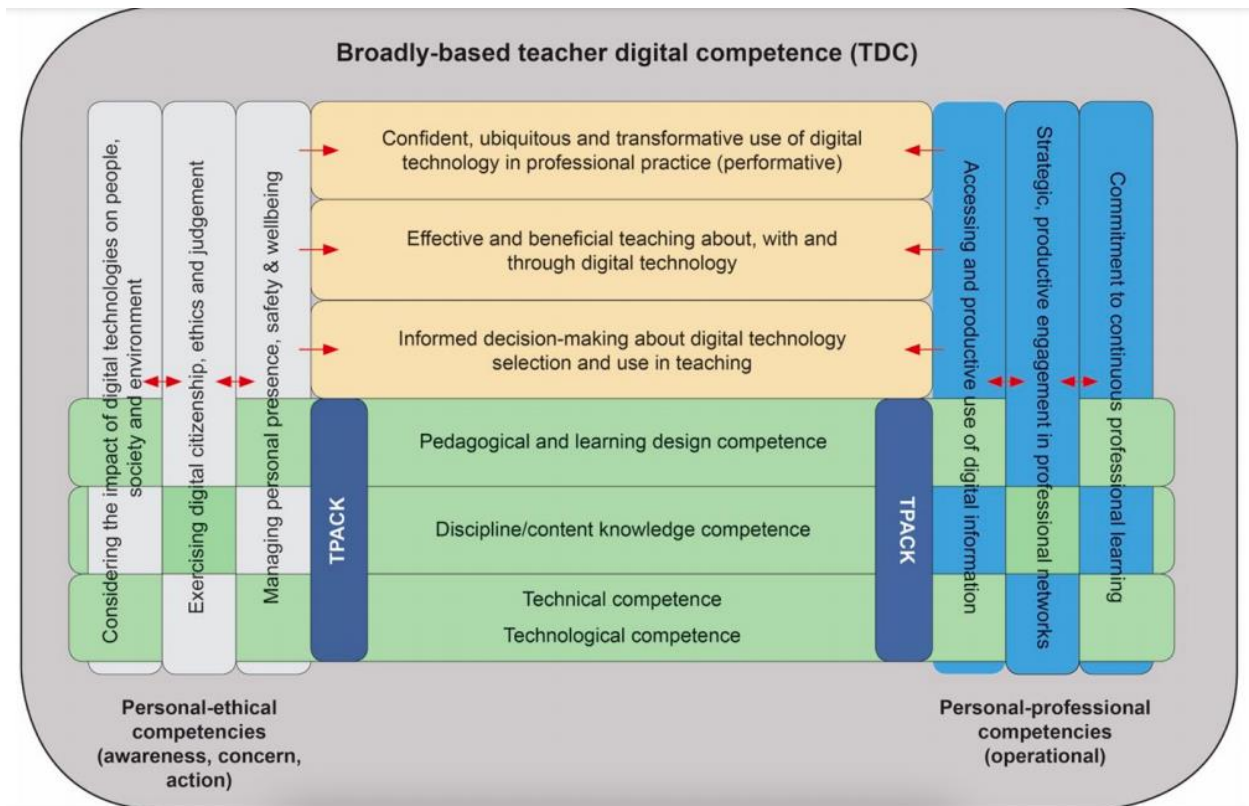 Broadly-based teacher digital competence (TDC)
Considering the impact of digital technologies on people,
society and environment
Exercising digital citizenship, ethics and judgement
Managing personal presence, safety & wellbeing
Confident, ubiquitous and transformative use of digital
technology in professional practice (performative)
Effective and beneficial teaching about, with and
through digital technology
Informed decision-making about digital technology
selection and use in teaching
TPACK
Pedagogical and learning design competence
Discipline/content knowledge competence
Technical competence
Technological competence
TPACK
Accessing and productive use of digital information
Strategic, productive engagement in professional networks
Commitment to continuous professional learning
Personal-ethical
competencies
(awareness, concern,
action)
Personal-professional
competencies
(operational)